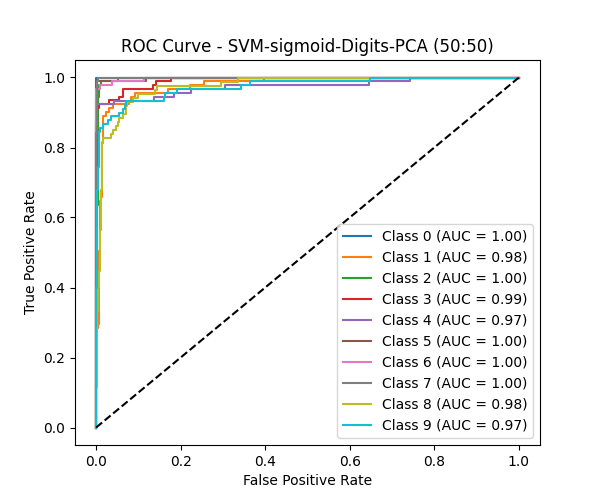 ROC Curve - SVM-sigmoid-Digits-PCA (50:50)
True Positive Rate
1.0
0.8
0.6
0.4
0.2
0.0
Class 0 (AUC = 1.00)
Class 1 (AUC = 0.98)
Class 2 (AUC = 1.00)
Class 3 (AUC = 0.99)
Class 4 (AUC = 0.97)
Class 5 (AUC = 1.00)
Class 6 (AUC = 1.00)
Class 7 (AUC = 1.00)
Class 8 (AUC = 0.98)
Class 9 (AUC = 0.97)
0.0 0.2 0.4 0.6 0.8 1.0
False Positive Rate